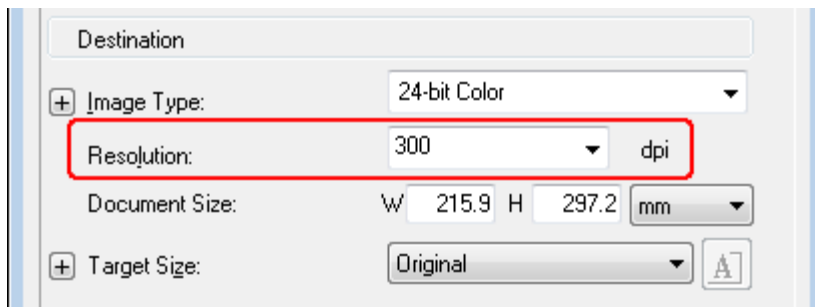 Destination
Image Type: 24-bit Color
Resolution: 300 dpi
Document Size: W 215.9 H 297.2 mm
Target Size: Original A